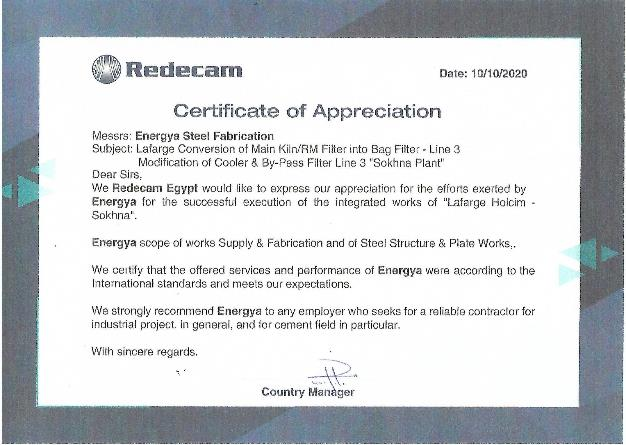 Redecam
Date: 10/10/2020
Certificate of Appreciation
Messrs: Energya Steel Fabrication
Subject: Lafarge Conversion of Main Kiln/RM Filter into Bag Filter - Line 3
Modification of Cooler & By-Pass Filter Line 3 "Sokhna Plant"
Dear Sirs,
We Redecam Egypt would like to express our appreciation for the efforts exerted by
Energya for the successful execution of the integrated works of "Lafarge Holcim -
Sokhna".
Energya scope of works Supply & Fabrication and of Steel Structure & Plate Works,.
We certify that the offered services and performance of Energya were according to the
International standards and meets our expectations.
We strongly recommend Energya to any employer who seeks for a reliable contractor for
industrial project, in general, and for cement field in particular.
With sincere regards.
Country Manager